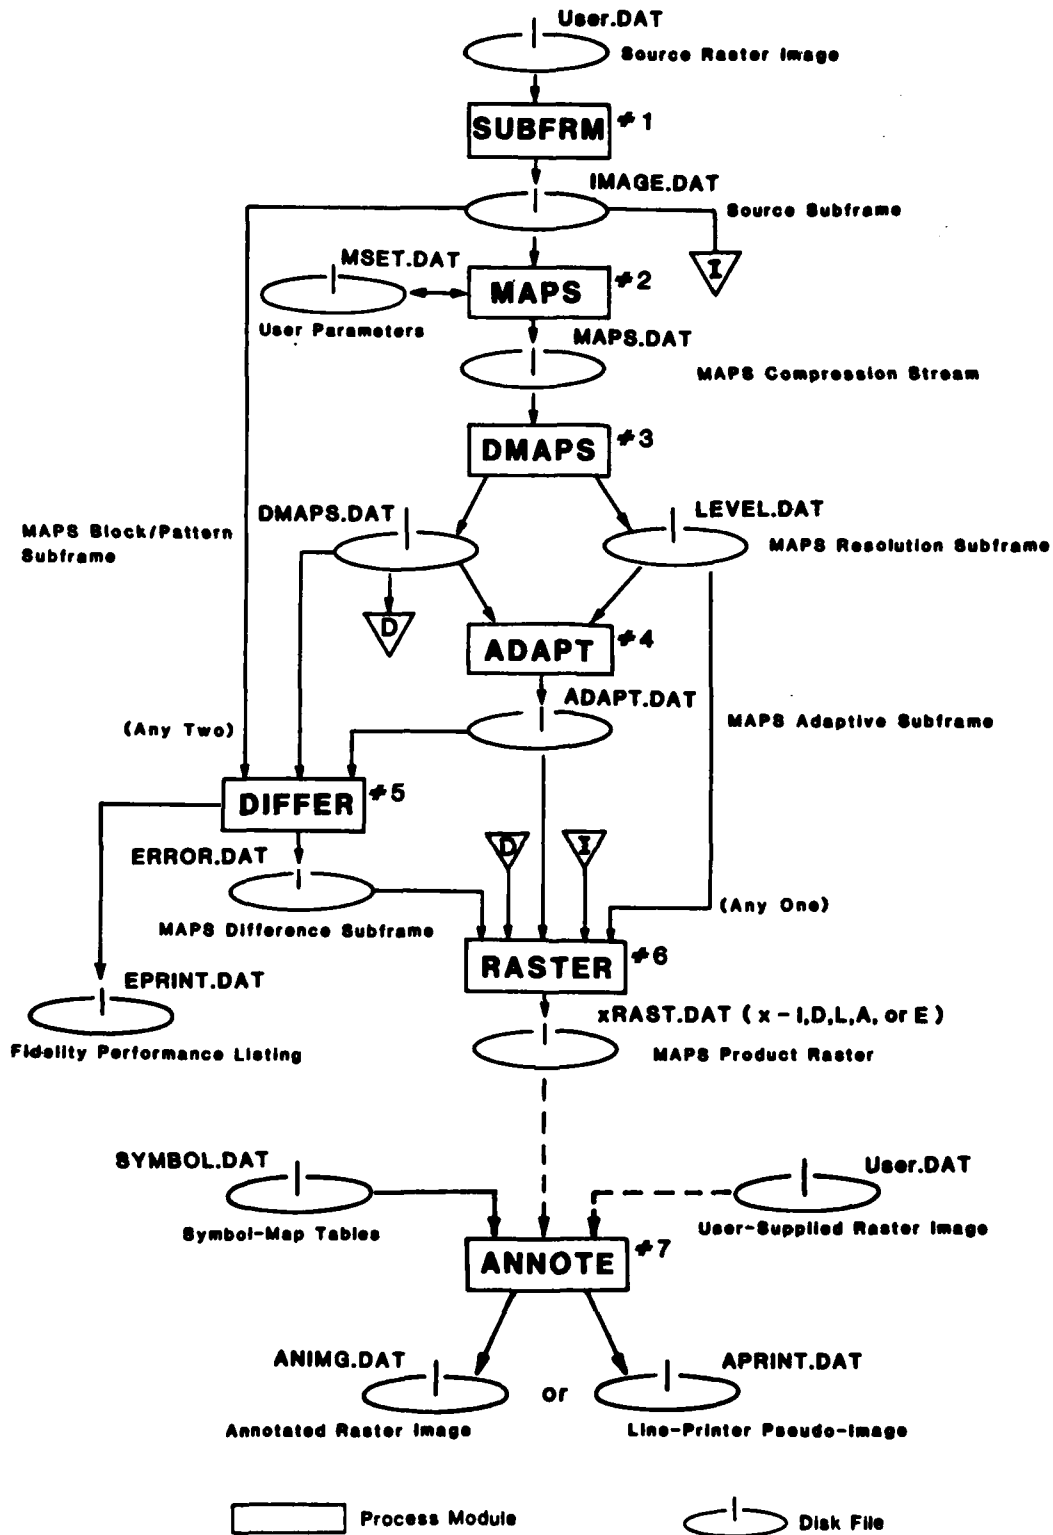 User.DAT
Source Raster Image
SUBFRM #1
IMAGE.DAT
Source Subframe
I
MSET.DAT
MAPS #2
User Parameters
MAPS.DAT
MAPS Compression Stream
DMAPS #3
DMAPS.DAT
LEVEL.DAT
MAPS Block/Pattern
Subframe
MAPS Resolution Subframe
D
ADAPT #4
ADAPT.DAT
MAPS Adaptive Subframe
(Any Two)
DIFFER #5
D
I
ERROR.DAT
(Any One)
MAPS Difference Subframe
RASTER #6
EPRINT.DAT
xRAST.DAT ( x - I,D,L,A, or E )
Fidelity Performance Listing
MAPS Product Raster
SYMBOL.DAT
User.DAT
Symbol-Map Tables
User-Supplied Raster Image
ANNOTE #7
ANIMG.DAT
APRINT.DAT
or
Annotated Raster Image
Line-Printer Pseudo-Image
Process Module
Disk File